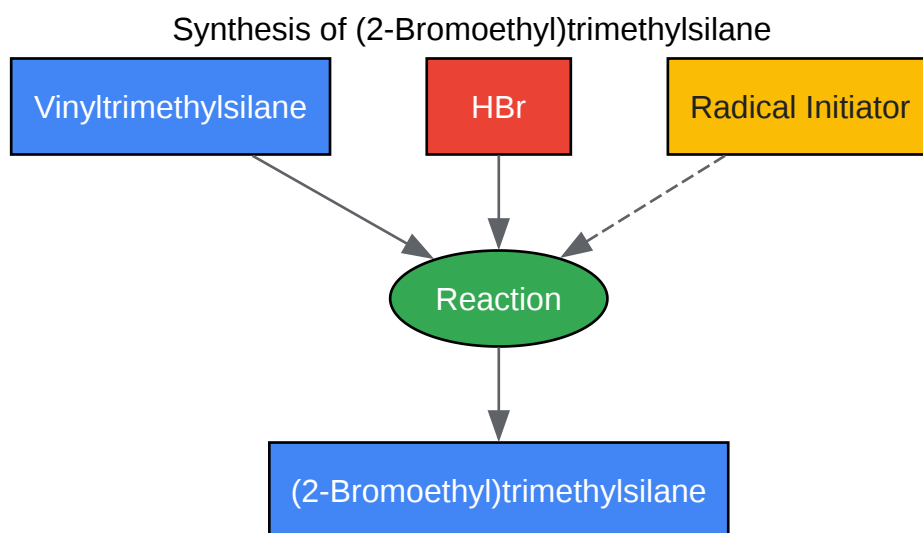 Synthesis of (2-Bromoethyl)trimethylsilane
Vinyltrimethylsilane
HBr
Radical Initiator
Reaction
(2-Bromoethyl)trimethylsilane